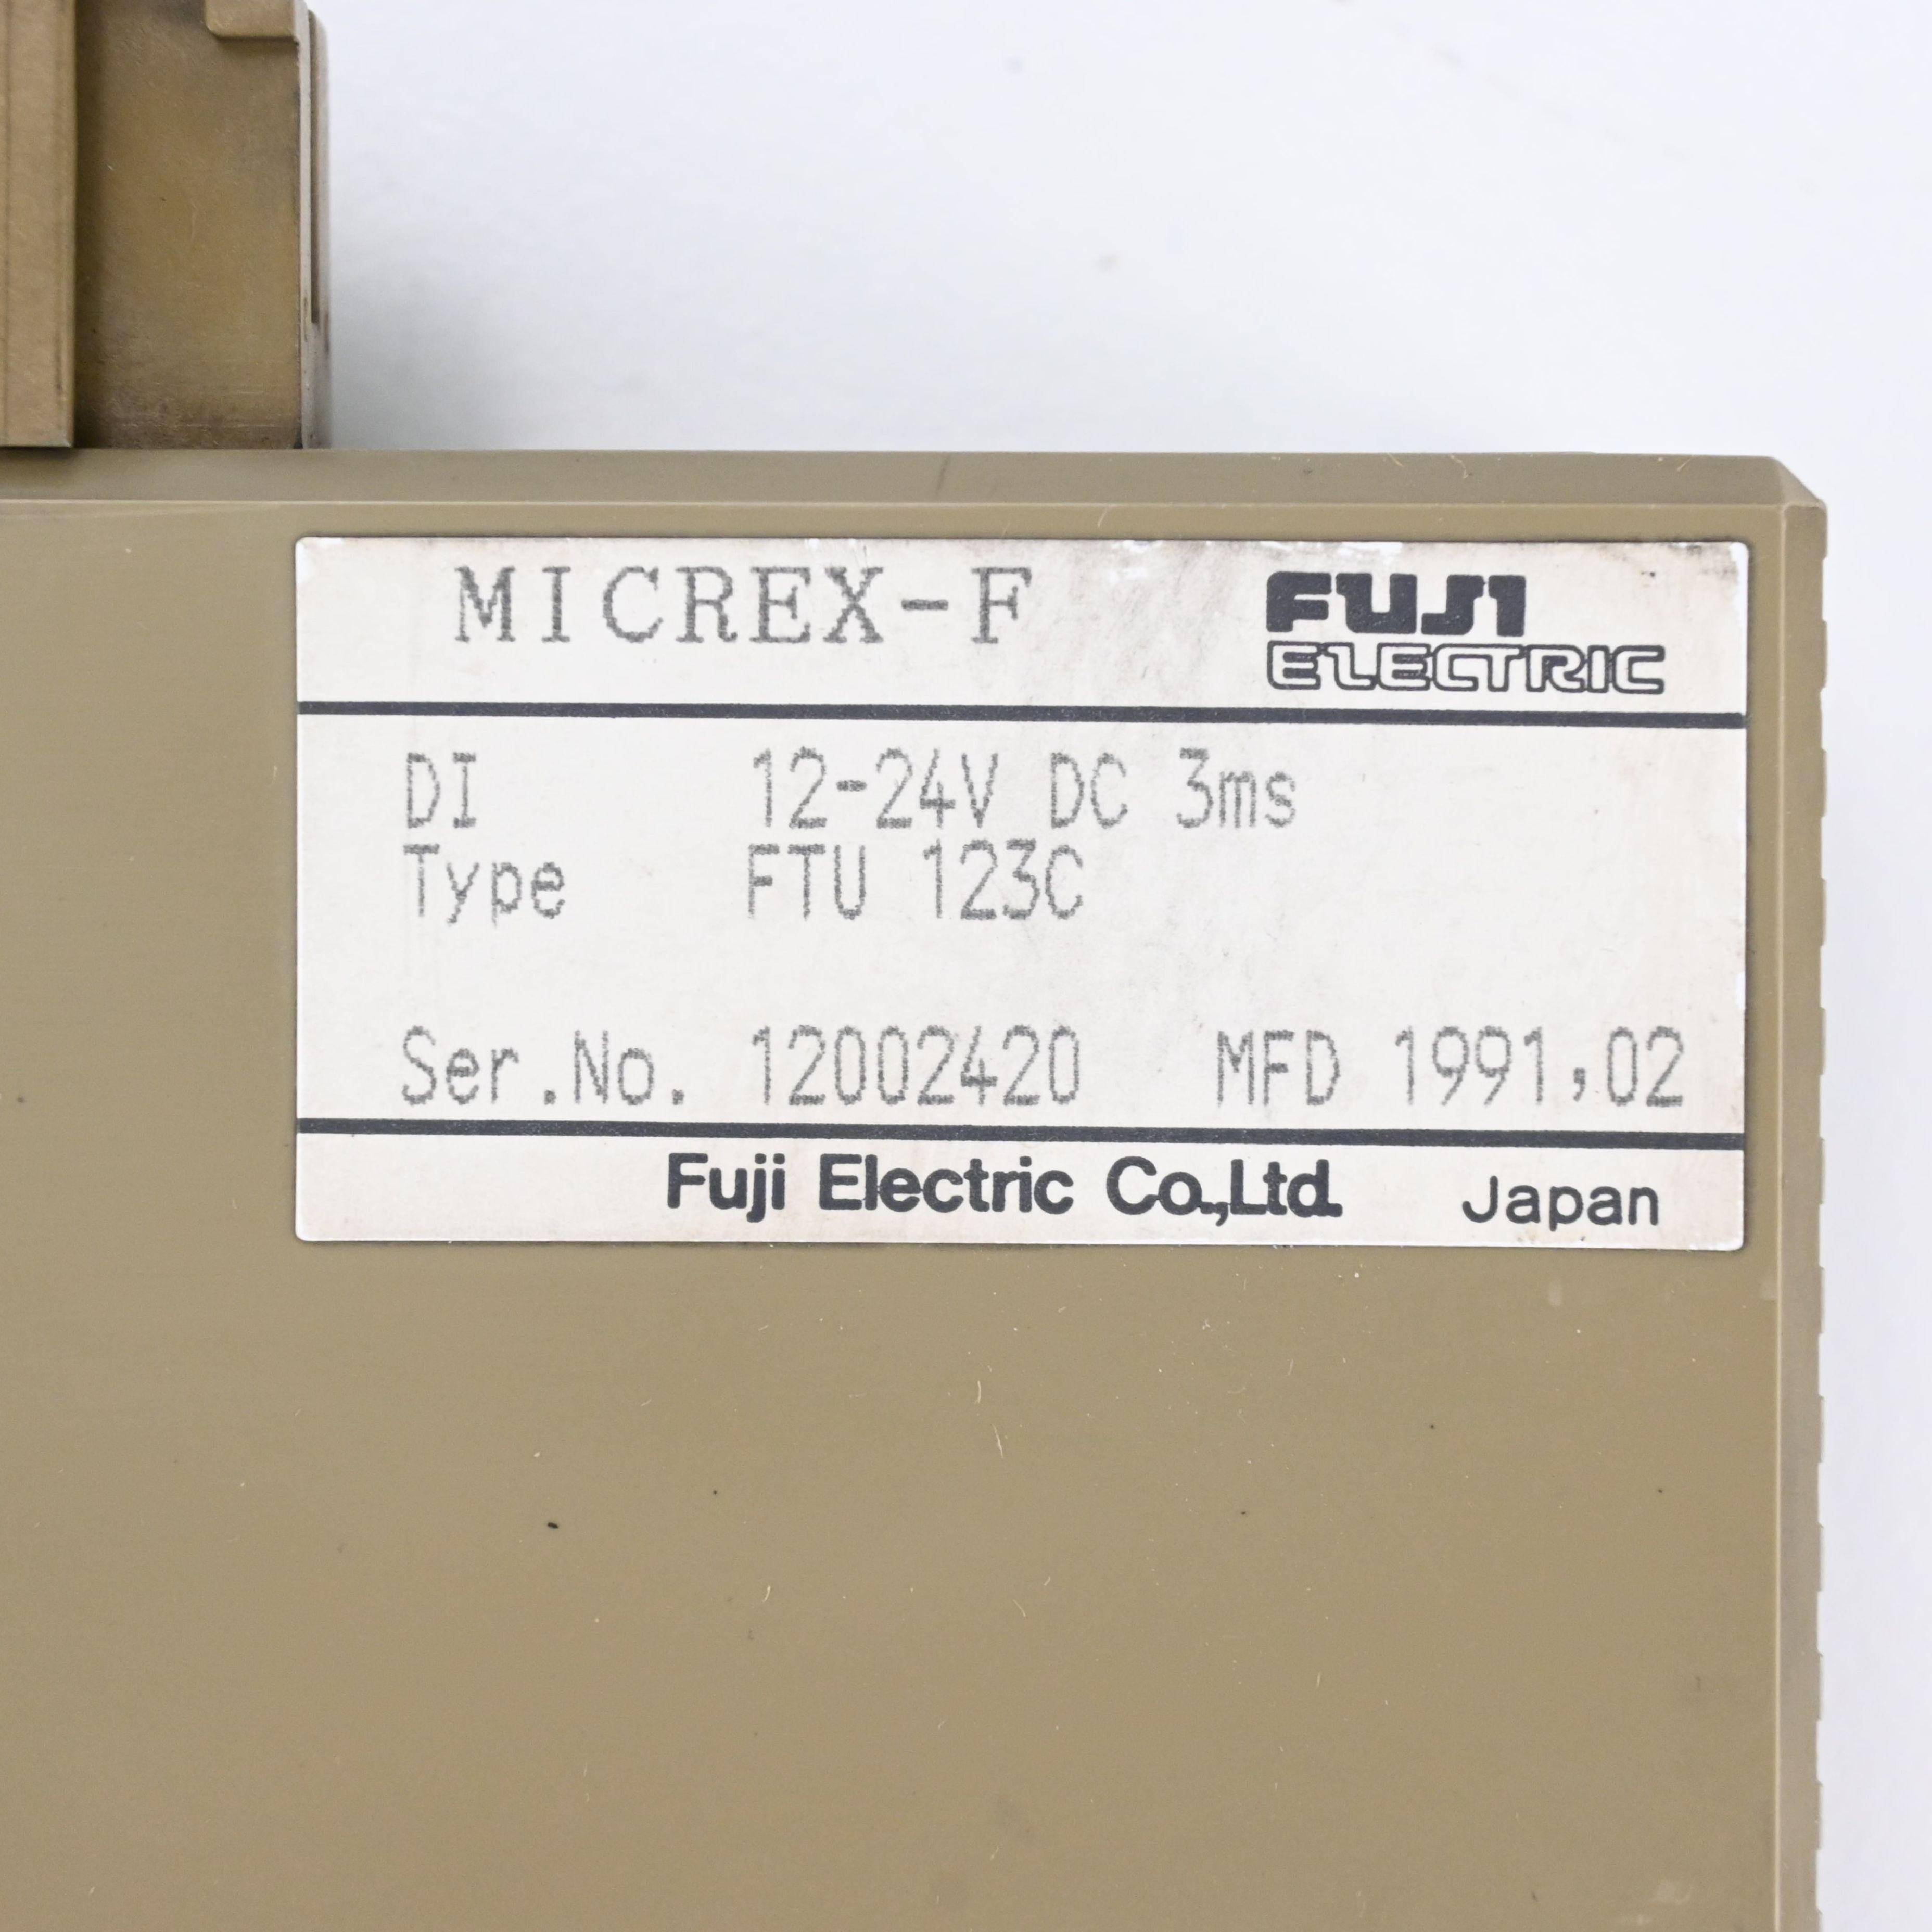 MICREX-F
FUJI
ELECTRIC
DI 12-24V DC 3ms
Type FTU 123C
Ser.No. 12002420 MFD 1991,02
Fuji Electric Co.,Ltd. Japan